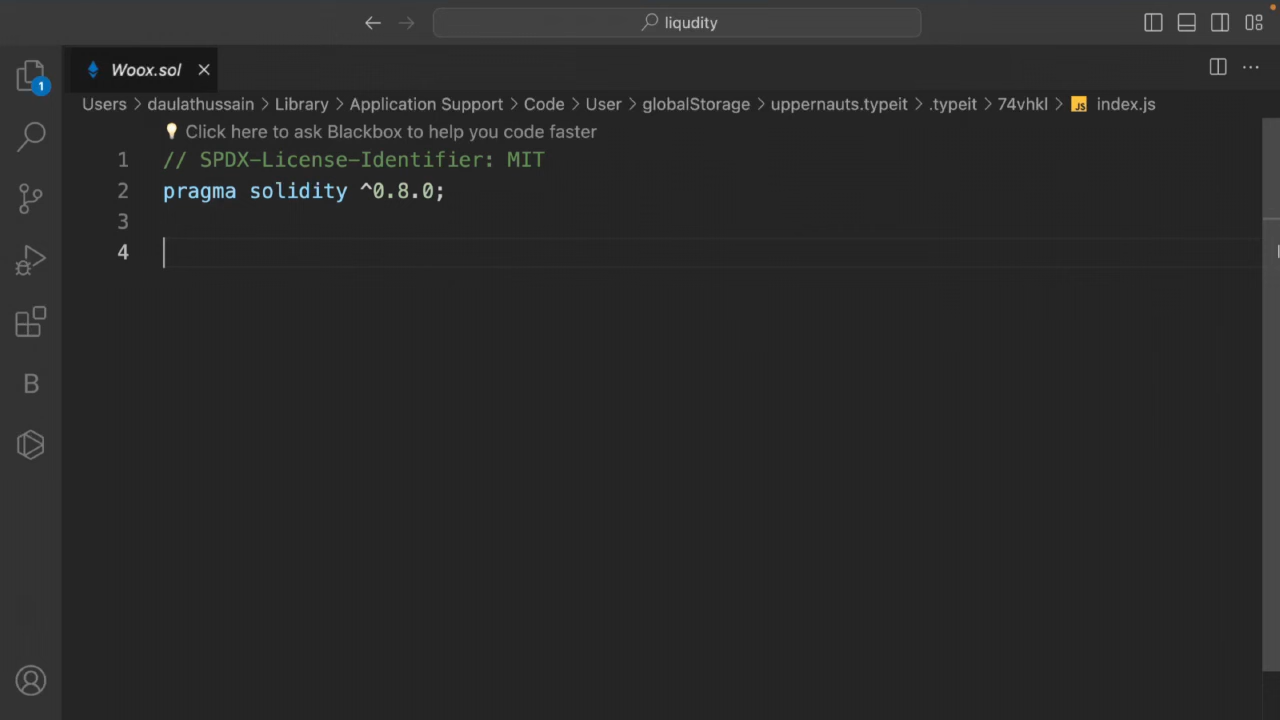 liqudity
Woox.sol
Users > daulathussain > Library > Application Support > Code > User > globalStorage > uppernauts.typeit > .typeit > 74vhkl > JS index.js
Click here to ask Blackbox to help you code faster
1 // SPDX-License-Identifier: MIT
2 pragma solidity ^0.8.0;
3
4
1
B